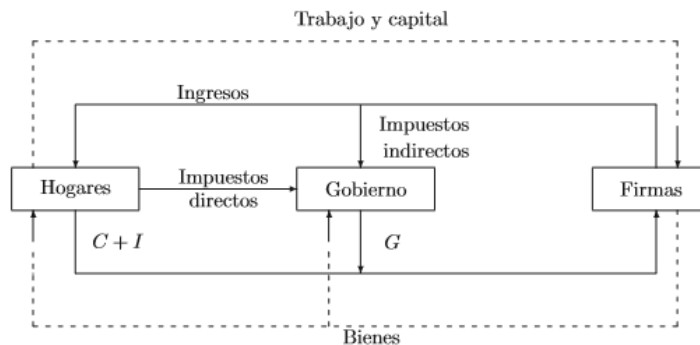 Trabajo y capital
Ingresos
Impuestos
indirectos
Hogares
Impuestos
directos
Gobierno
Firmas
C + I
G
Bienes